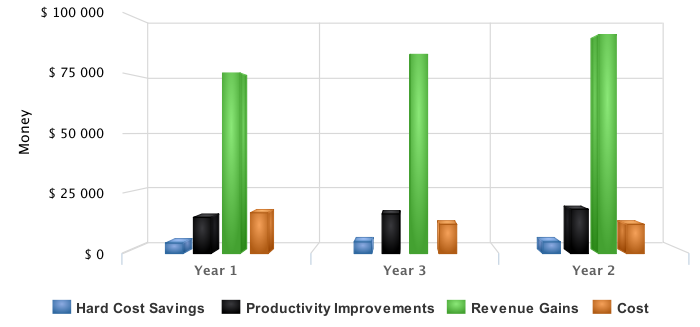 $ 100 000
$ 75 000
$ 50 000
$ 25 000
$ 0
Money
Year 1 Year 3 Year 2
Hard Cost Savings Productivity Improvements Revenue Gains Cost